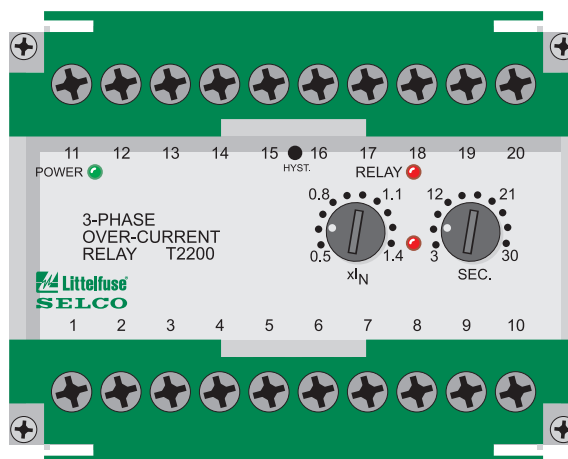 11 12 13 14 15 16 17 18 19 20
POWER HYST. RELAY
0.8 1.1 12 21
3-PHASE
OVER-CURRENT
RELAY T2200
0.5 1.4 3 30
xIN SEC.
Littelfuse®
SELCO
1 2 3 4 5 6 7 8 9 10